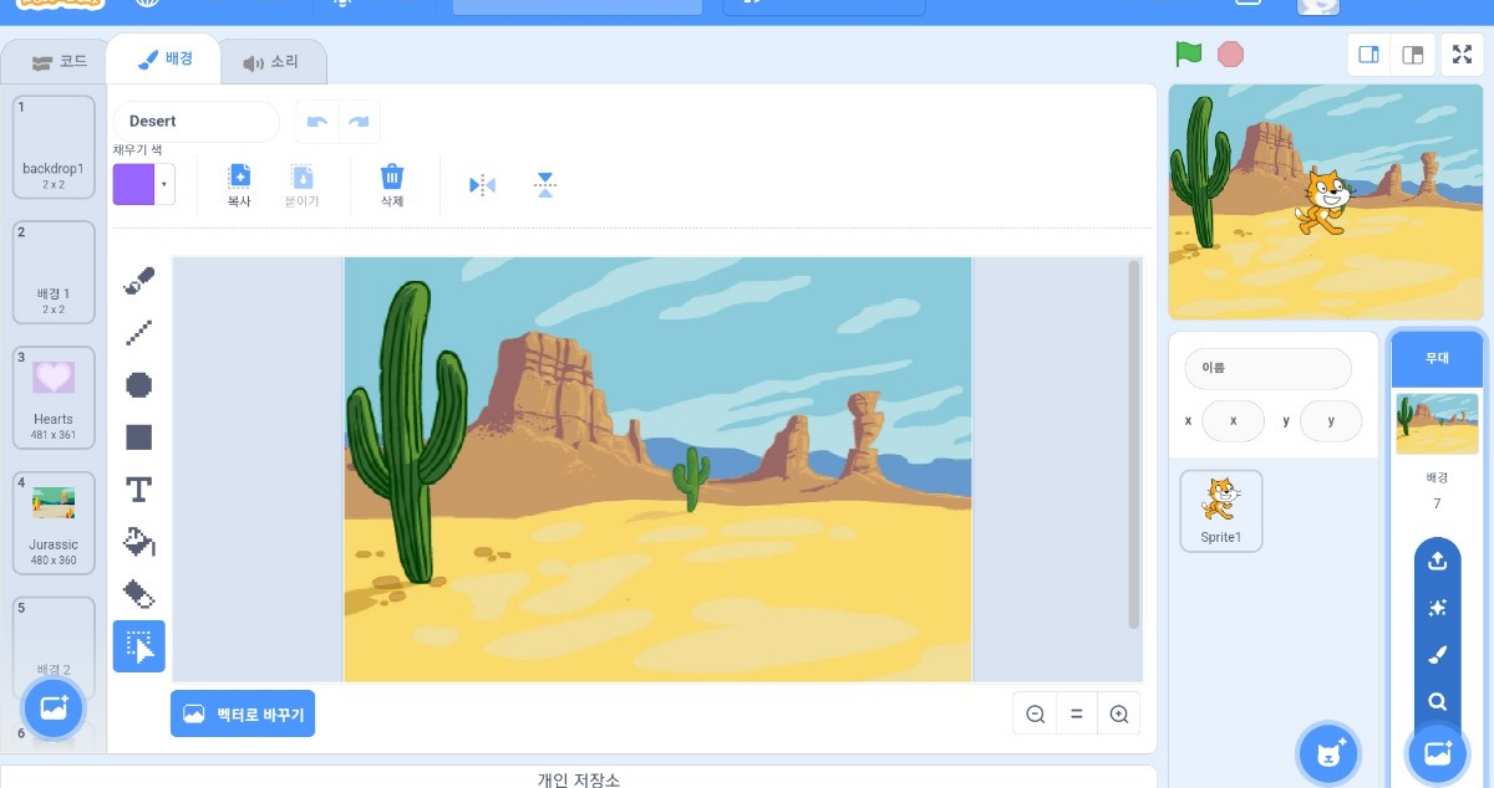 코드
배경
소리
1
backdrop1
2 x 2
2
배경 1
2 x 2
3
Hearts
481 x 361
4
Jurassic
480 x 360
5
배경 2
6
Desert
채우기 색
복사
붙이기
삭제
T
벡터로 바꾸기
개인 저장소
이름
x x y y
Sprite1
무대
배경
7